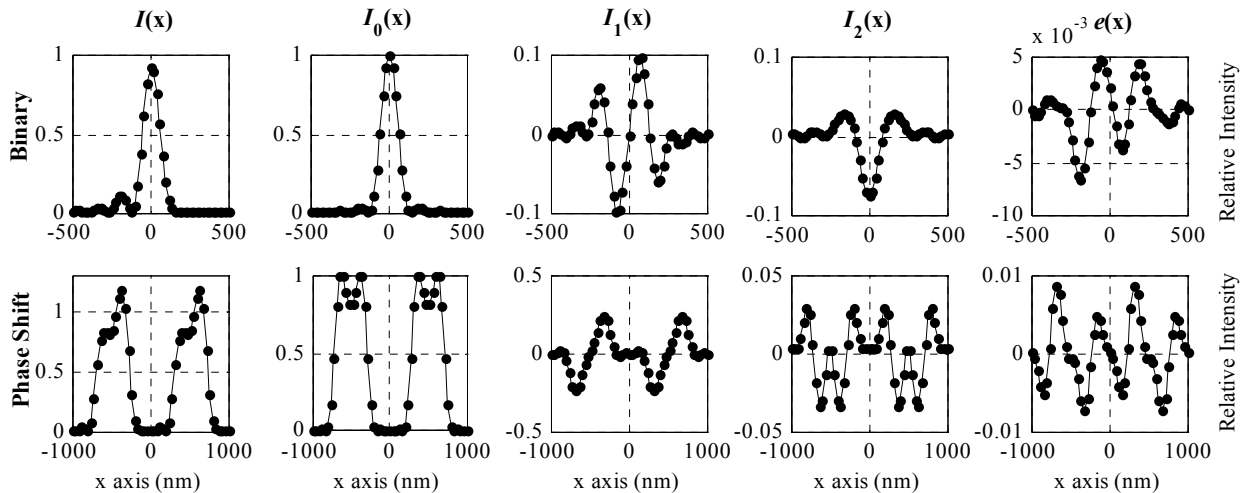 I(x)
I0(x)
I1(x)
I2(x)
x 10-3 e(x)
Binary
1
0.5
0
-500 0 500
1
0.5
0
-500 0 500
0.1
0
-0.1
-500 0 500
0.1
0
-0.1
-500 0 500
5
0
-5
-10
-500 0 500
Relative Intensity
Phase Shift
1
0.5
0
-1000 0 1000
x axis (nm)
1
0.5
0
-1000 0 1000
x axis (nm)
0.5
0
-0.5
-1000 0 1000
x axis (nm)
0.05
0
-0.05
-1000 0 1000
x axis (nm)
0.01
0
-0.01
-1000 0 1000
x axis (nm)
Relative Intensity